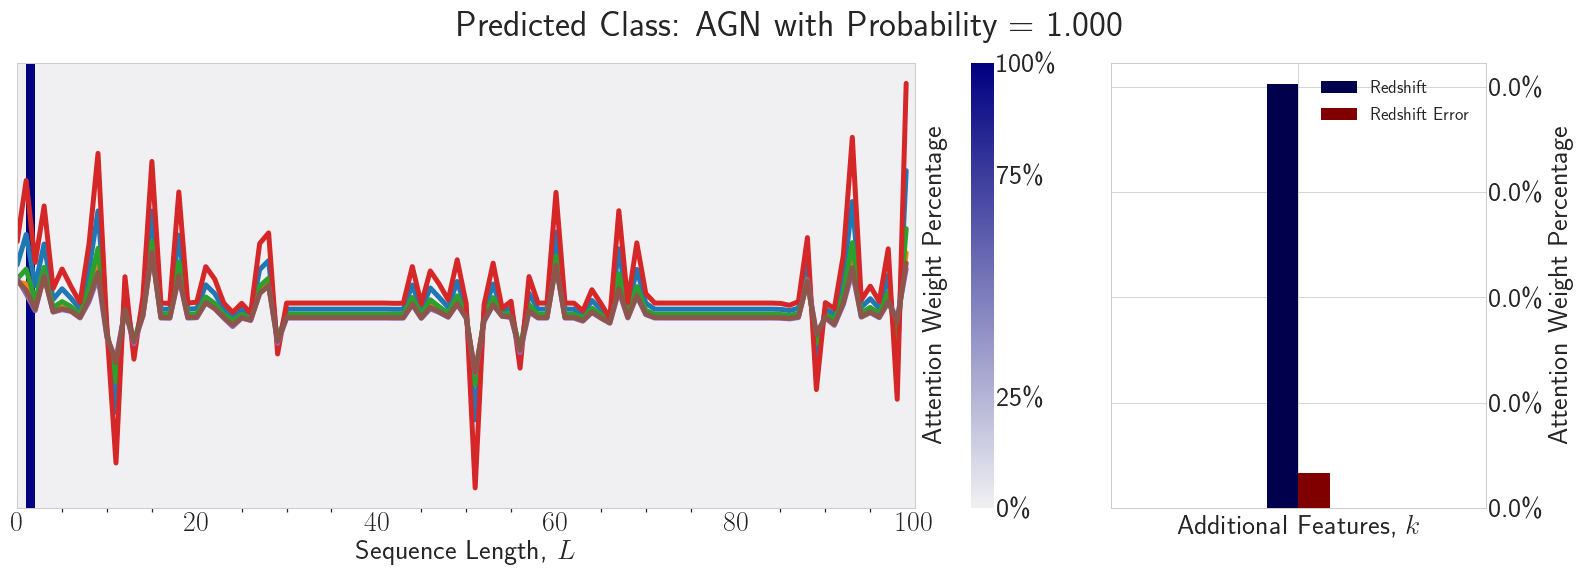 Predicted Class: AGN with Probability = 1.000
0
20
40
60
80
100
Sequence Length, L
100%
75%
25%
0%
Attention Weight Percentage
Redshift
Redshift Error
0.0%
0.0%
0.0%
0.0%
0.0%
Attention Weight Percentage
Additional Features, k